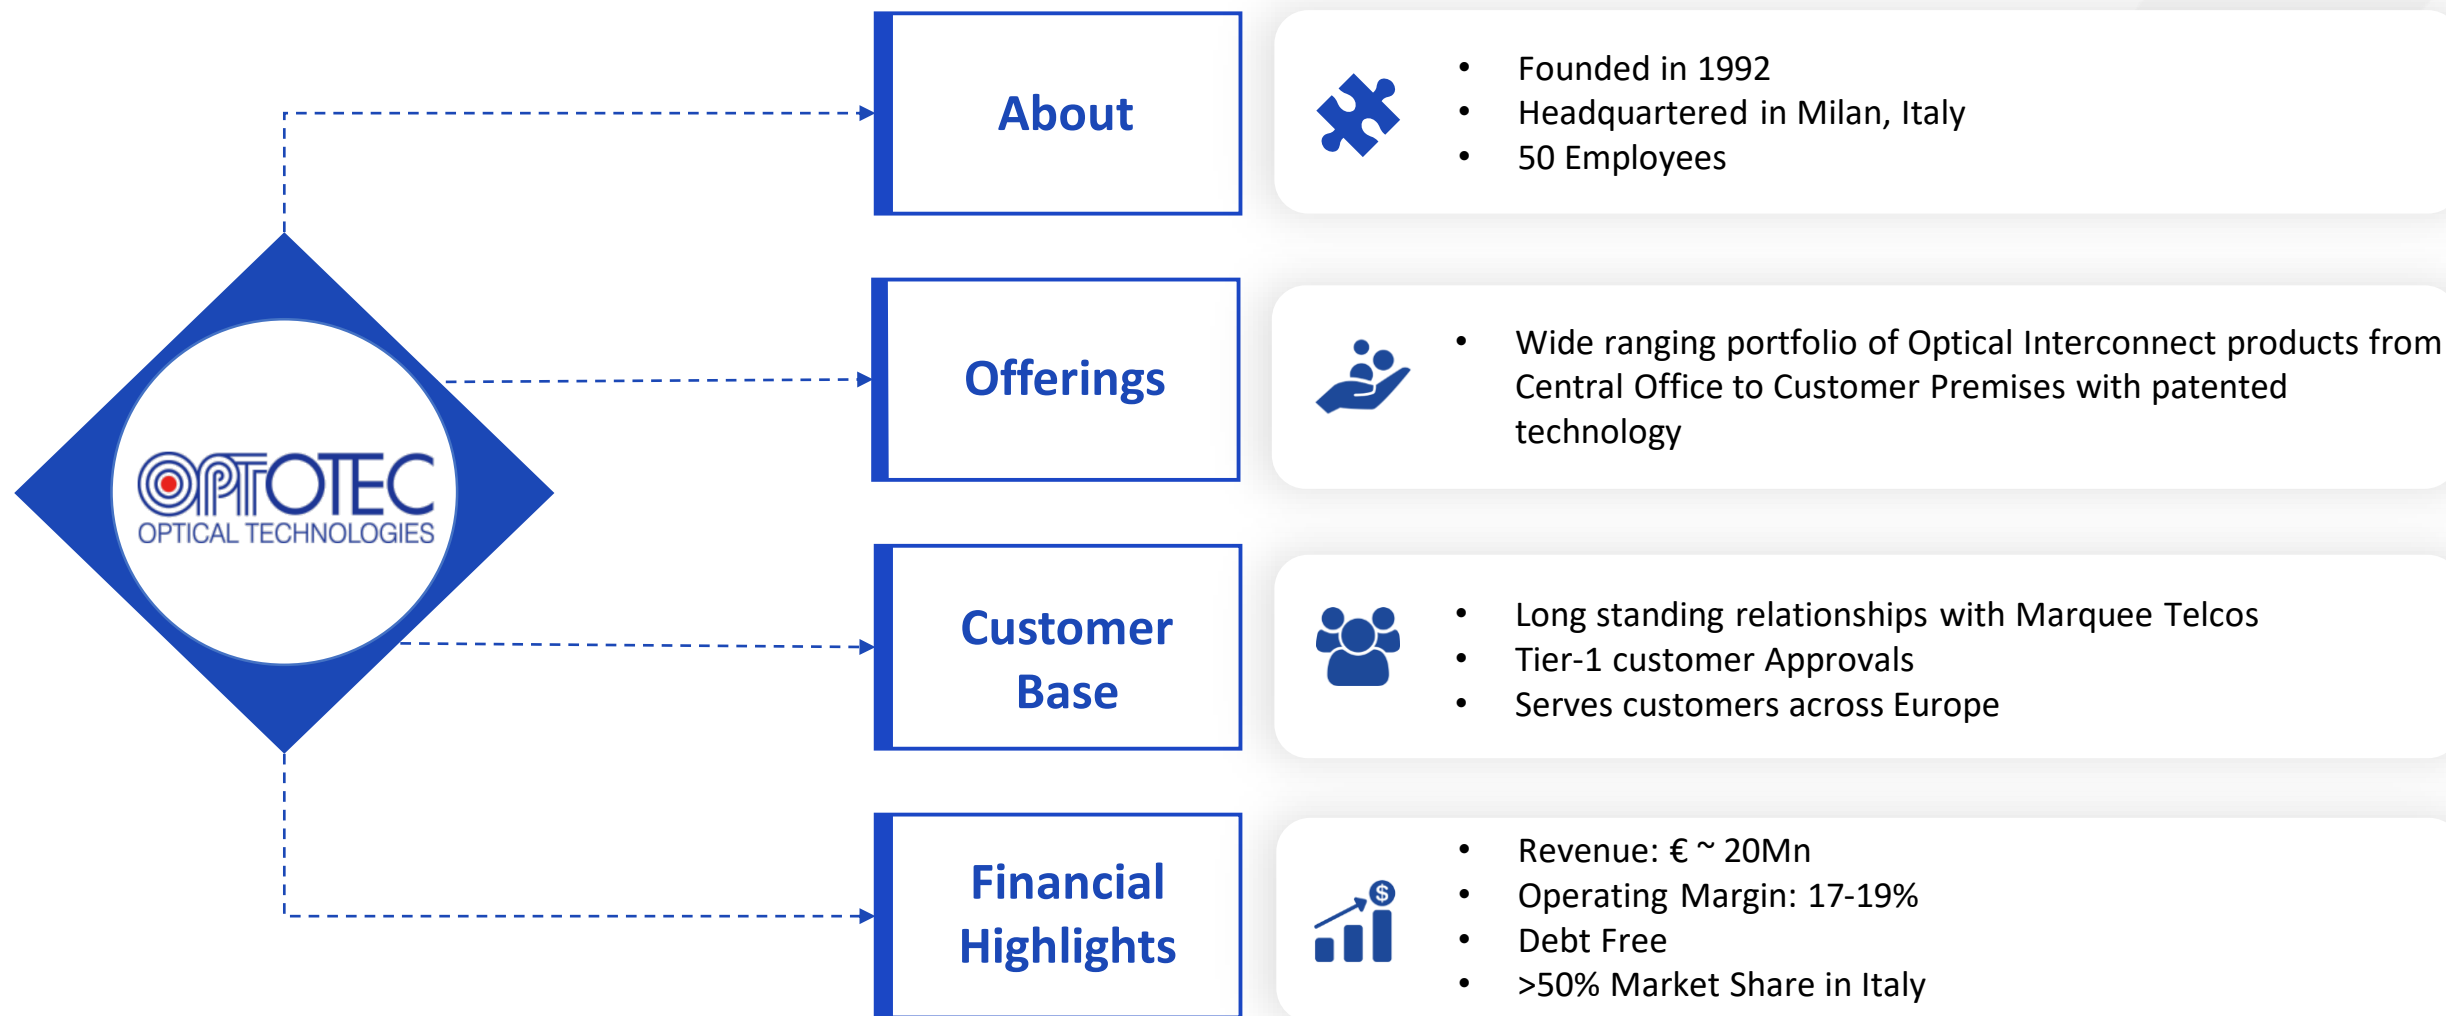 OPTOTEC
OPTICAL TECHNOLOGIES
About
• Founded in 1992
• Headquartered in Milan, Italy
• 50 Employees
Offerings
• Wide ranging portfolio of Optical Interconnect products from
Central Office to Customer Premises with patented
technology
Customer
Base
• Long standing relationships with Marquee Telcos
• Tier-1 customer Approvals
• Serves customers across Europe
Financial
Highlights
$
• Revenue: € ~ 20Mn
• Operating Margin: 17-19%
• Debt Free
• >50% Market Share in Italy